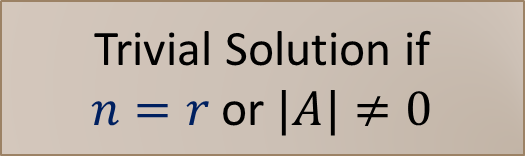 Trivial Solution if
n = r or |A| ≠ 0